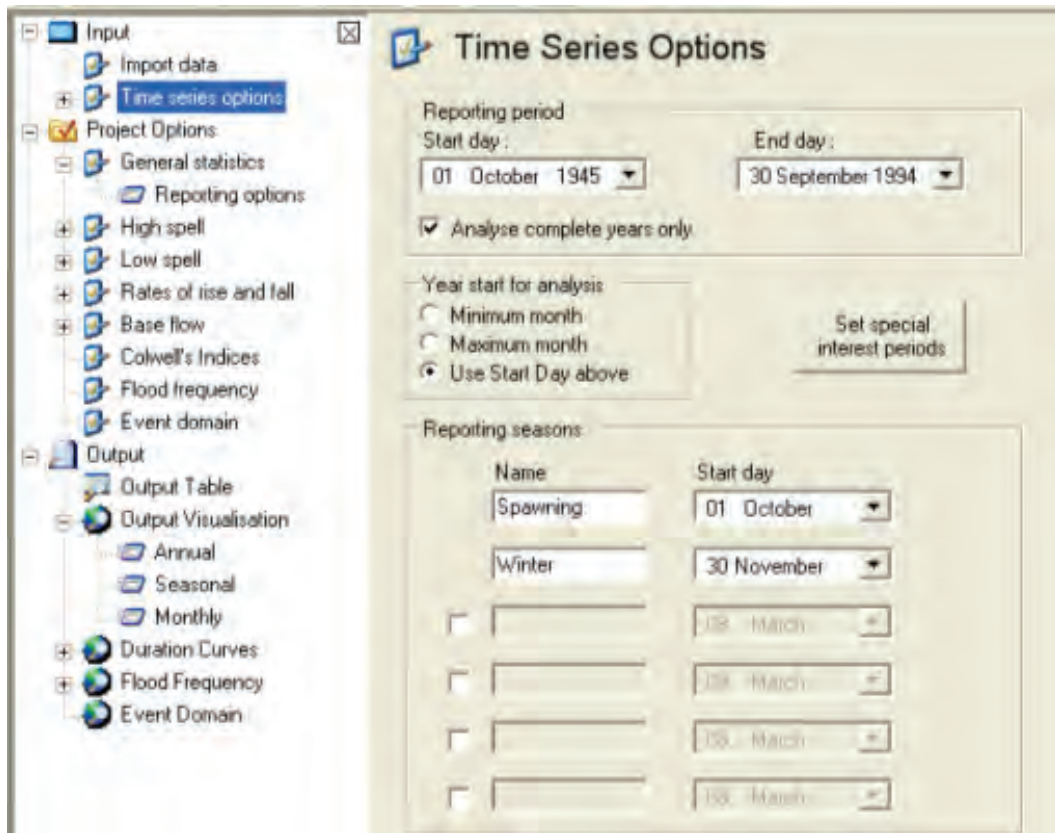 Input
Import data
Time series options
Project Options
General statistics
Reporting options
High spell
Low spell
Rates of rise and fall
Base flow
Colwell's Indices
Flood frequency
Event domain
Output
Output Table
Output Visualisation
Annual
Seasonal
Monthly
Duration Curves
Flood Frequency
Event Domain
Time Series Options
Reporting period
Start day :
End day :
01 October 1945
30 September 1994
Analyse complete years only
Year start for analysis
Minimum month
Maximum month
Use Start Day above
Set special
interest periods
Reporting seasons
Name
Start day
Spawning
01 October
Winter
30 November
March
March
March
March